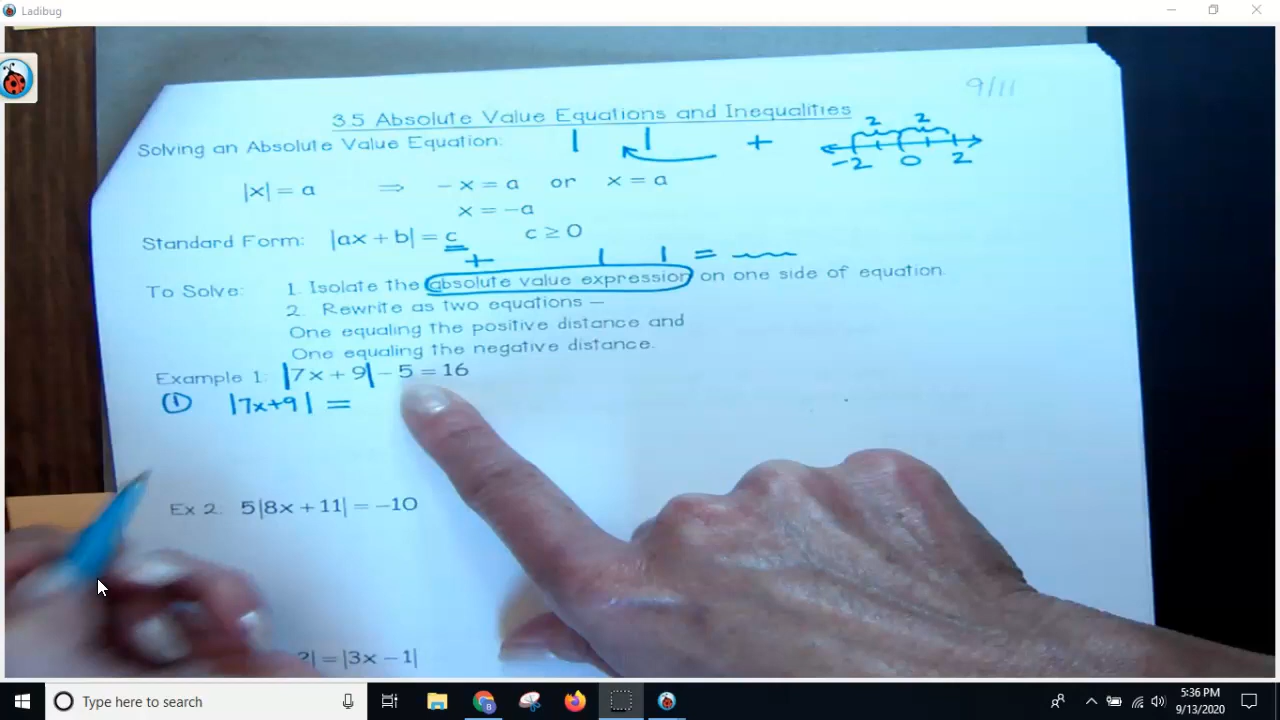 Ladibug
9/11
3.5 Absolute Value Equations and Inequalities
2 2
Solving an Absolute Value Equation: | | +
-2 0 2
|x| = a ⟹ -x = a or x = a
x = -a
Standard Form: |ax + b| = c c ≥ 0
+ | | =
To Solve: 1. Isolate the absolute value expression on one side of equation.
2. Rewrite as two equations –
One equaling the positive distance and
One equaling the negative distance.
Example 1: |7x + 9| - 5 = 16
① |7x+9| =
Ex 2. 5|8x + 11| = -10
2| = |3x - 1|
Type here to search
5:36 PM
9/13/2020